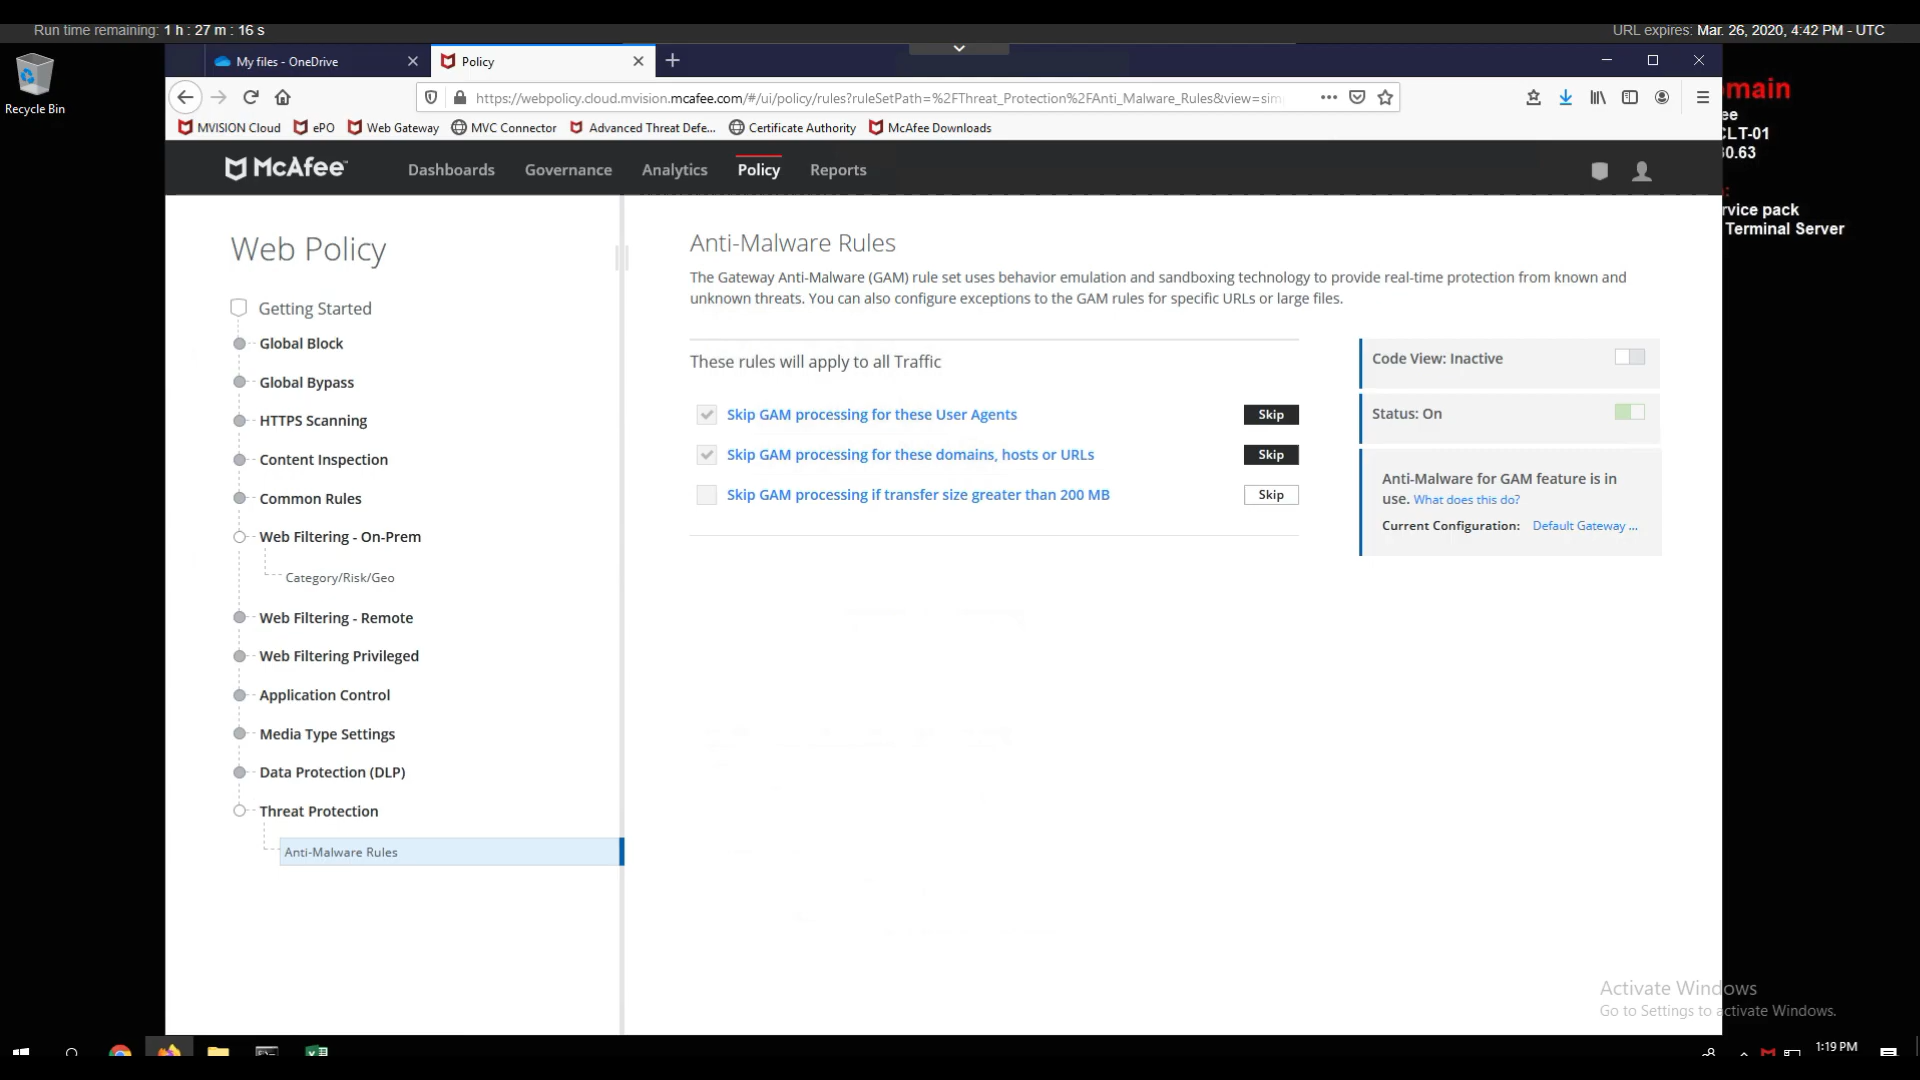 Run time remaining: 1 h : 27 m : 16 s
URL expires: Mar. 26, 2020, 4:42 PM - UTC
Recycle Bin
My files - OneDrive
Policy
https://webpolicy.cloud.mvision.mcafee.com/#/ui/policy/rules?ruleSetPath=%2FThreat_Protection%2FAnti_Malware_Rules&view=sim
MVISION Cloud
ePO
Web Gateway
MVC Connector
Advanced Threat Defe...
Certificate Authority
McAfee Downloads
omain
ee
CLT-01
60.63
rvice pack
Terminal Server
McAfee™
Dashboards
Governance
Analytics
Policy
Reports
Web Policy
Getting Started
Global Block
Global Bypass
HTTPS Scanning
Content Inspection
Common Rules
Web Filtering - On-Prem
Category/Risk/Geo
Web Filtering - Remote
Web Filtering Privileged
Application Control
Media Type Settings
Data Protection (DLP)
Threat Protection
Anti-Malware Rules
Anti-Malware Rules
The Gateway Anti-Malware (GAM) rule set uses behavior emulation and sandboxing technology to provide real-time protection from known and
unknown threats. You can also configure exceptions to the GAM rules for specific URLs or large files.
These rules will apply to all Traffic
Skip GAM processing for these User Agents
Skip
Skip GAM processing for these domains, hosts or URLs
Skip
Skip GAM processing if transfer size greater than 200 MB
Skip
Code View: Inactive
Status: On
Anti-Malware for GAM feature is in
use. What does this do?
Current Configuration: Default Gateway ...
Activate Windows
Go to Settings to activate Windows.
1:19 PM